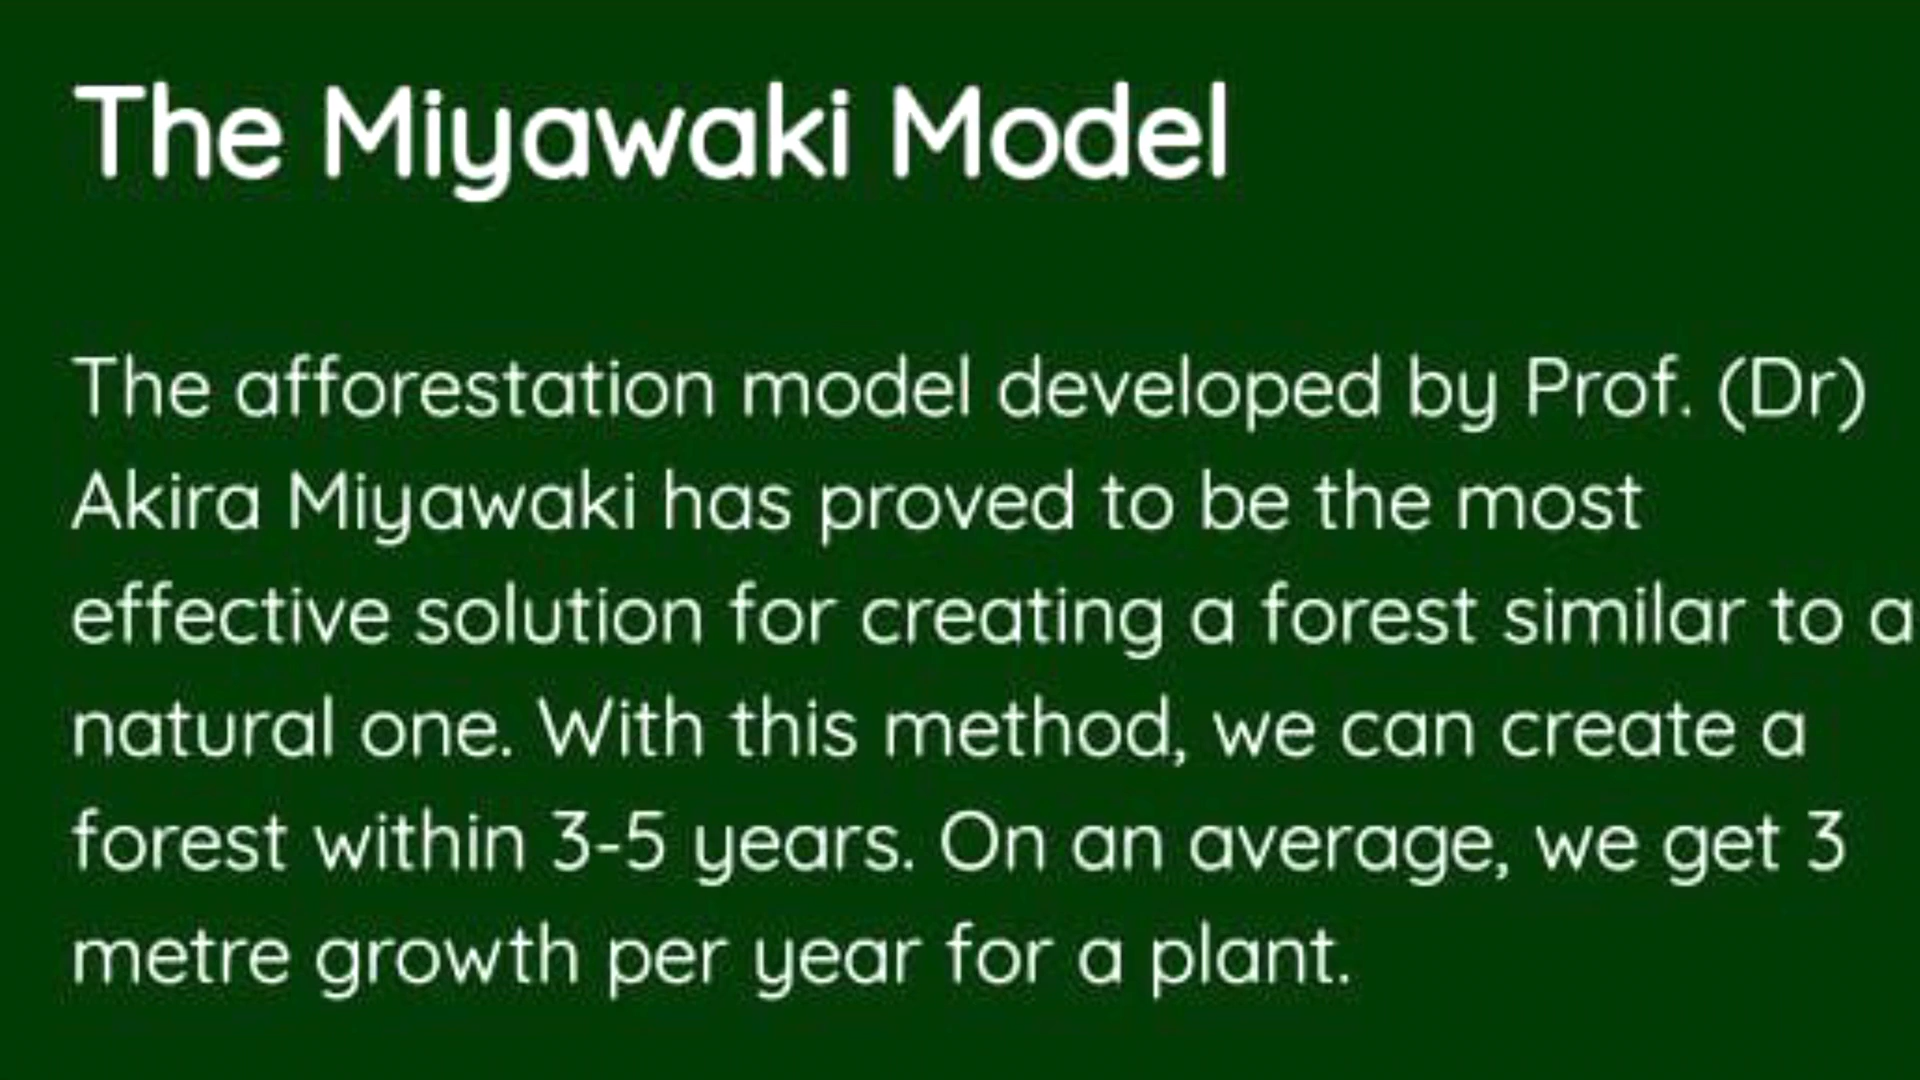 The Miyawaki Model
The afforestation model developed by Prof. (Dr)
Akira Miyawaki has proved to be the most
effective solution for creating a forest similar to a
natural one. With this method, we can create a
forest within 3-5 years. On an average, we get 3
metre growth per year for a plant.